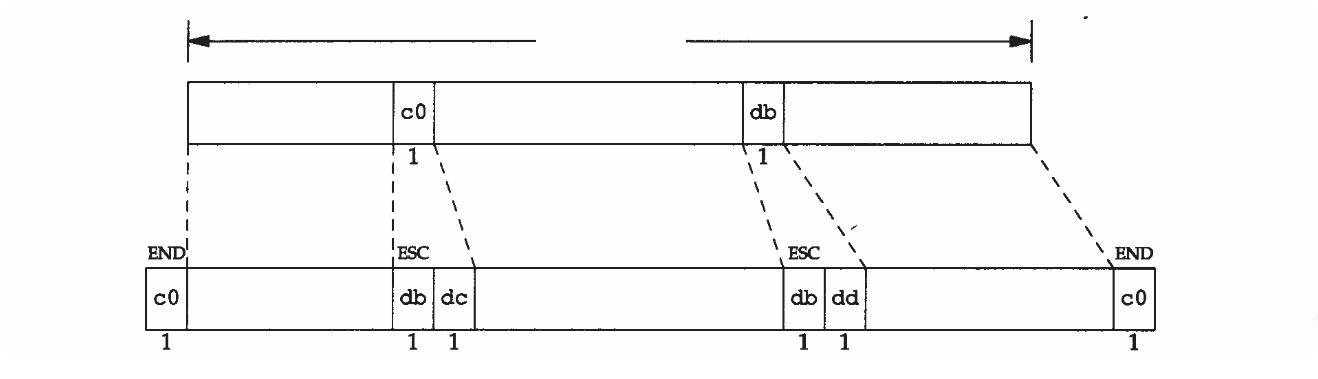 c0 db
1 1
END ESC ESC END
c0 db dc db dd c0
1 1 1 1 1 1